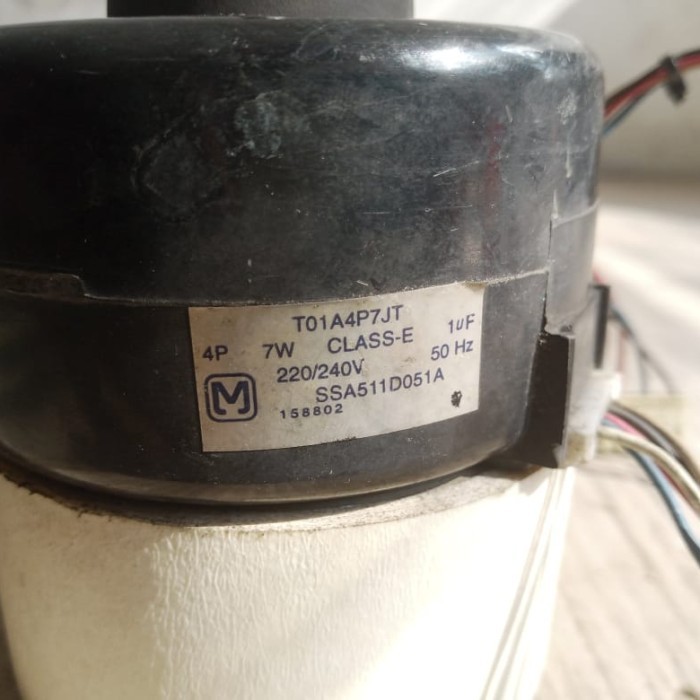 T01A4P7JT
4P 7W CLASS-E 1uF
220/240V 50 Hz
M SSA511D051A
158802